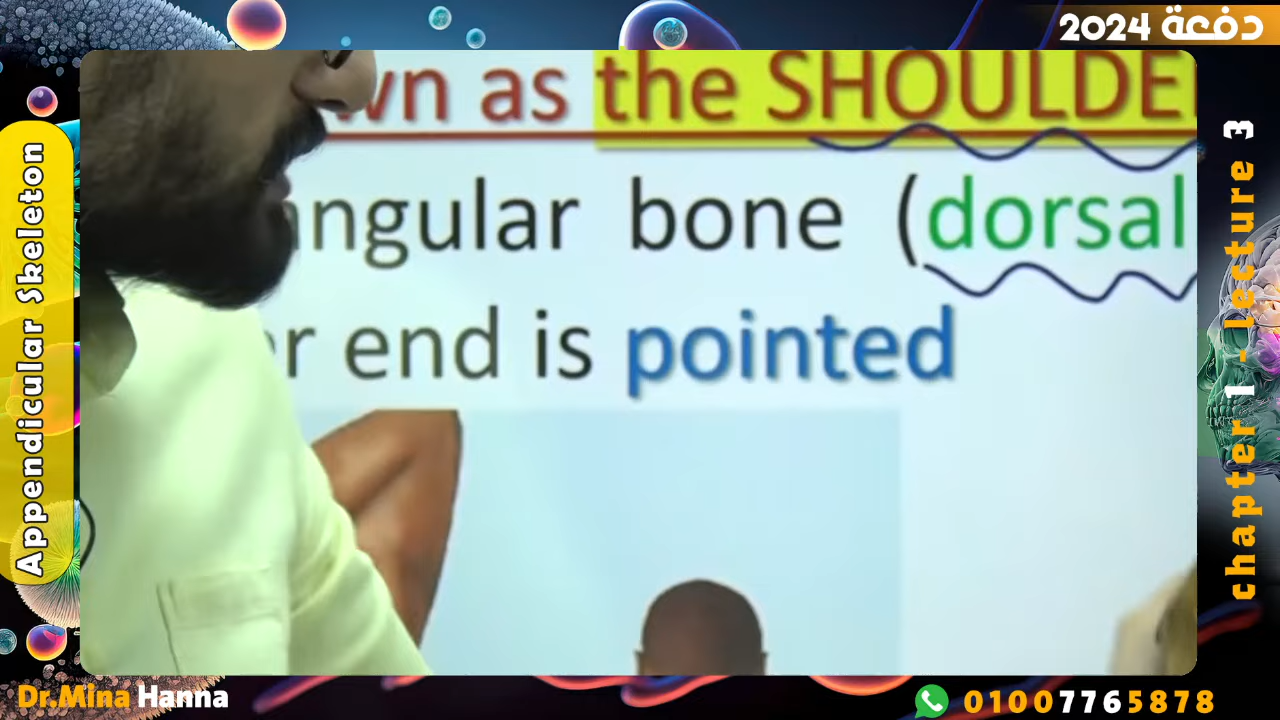 دفعة 2024
wn as the SHOULDE
angular bone (dorsal
r end is pointed
Appendicular Skeleton
chapter 1 - lecture 3
Dr.Mina Hanna
01007765878